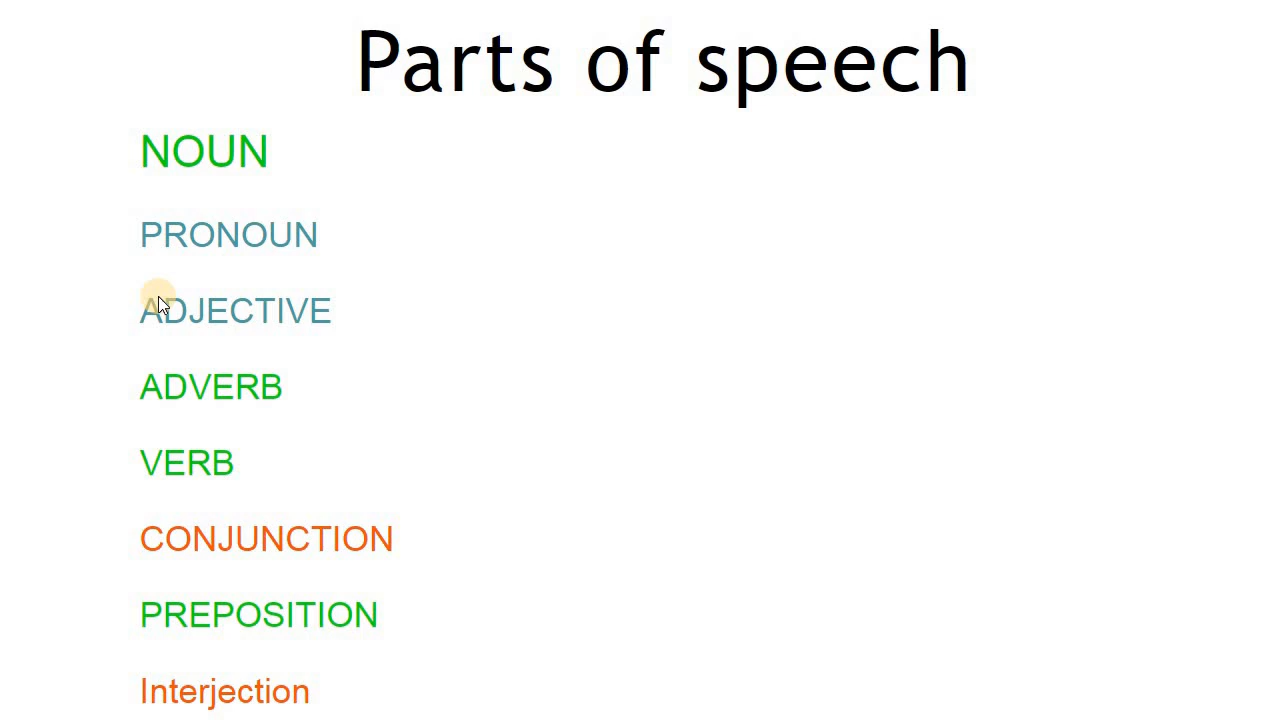 Parts of speech
NOUN
PRONOUN
ADJECTIVE
ADVERB
VERB
CONJUNCTION
PREPOSITION
Interjection